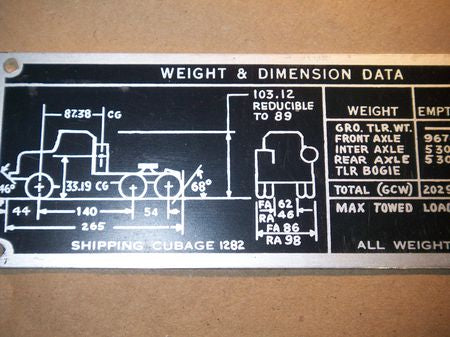 WEIGHT & DIMENSION DATA
87.38 CG
103.12
REDUCIBLE
TO 89
46°
33.19 CG
68°
44
140
54
265
SHIPPING CUBAGE 1282
FA 62
RA 46
FA 86
RA 98
WEIGHT EMPT
GRO. TLR. WT.
FRONT AXLE 967
INTER AXLE 530
REAR AXLE 530
TLR BOGIE
TOTAL (GCW) 2029
MAX TOWED LOAD
ALL WEIGHT